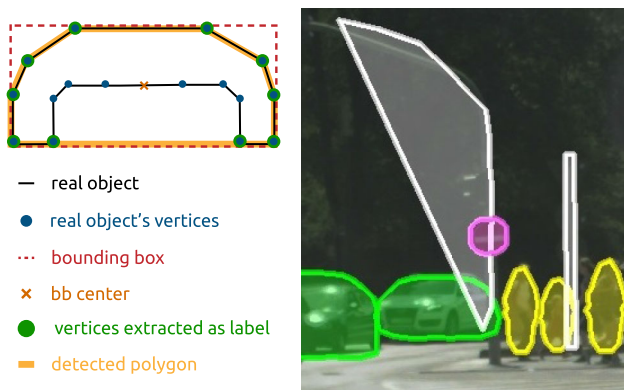 real object
real object's vertices
bounding box
bb center
vertices extracted as label
detected polygon